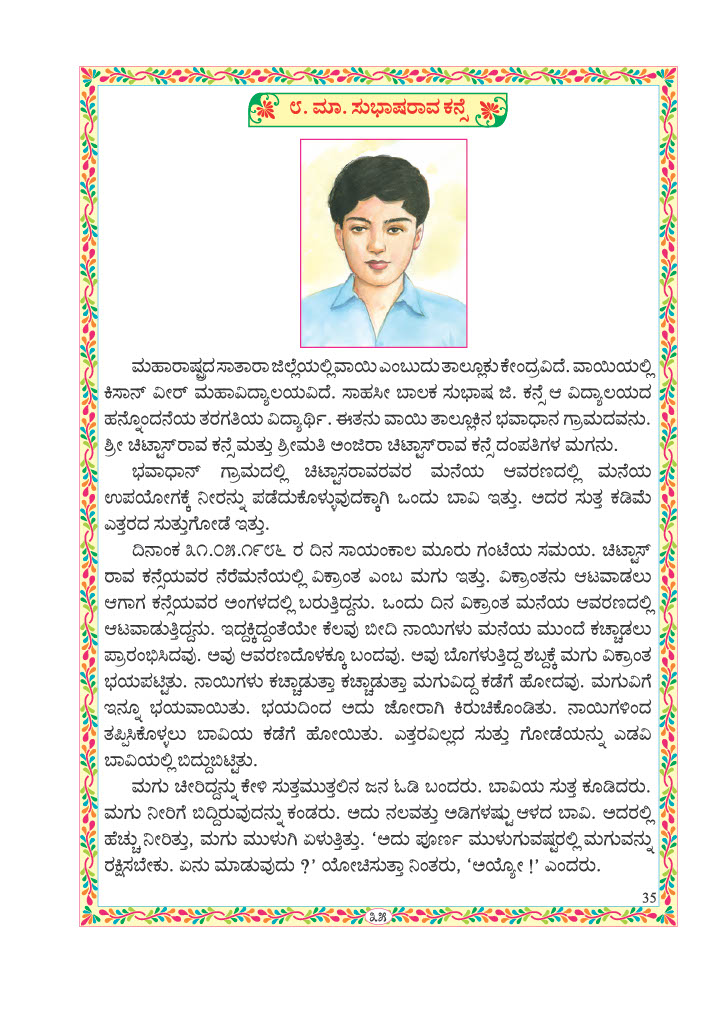 ೮. ಮಾ. ಸುಭಾಷರಾವ ಕನ್ಸೆ
ಮಹಾರಾಷ್ಟ್ರದ ಸಾತಾರಾ ಜಿಲ್ಲೆಯಲ್ಲಿ ವಾಯಿ ಎಂಬುದು ತಾಲ್ಲೂಕು ಕೇಂದ್ರವಿದೆ. ವಾಯಿಯಲ್ಲಿ
ಕಿಸಾನ್ ವೀರ್ ಮಹಾವಿದ್ಯಾಲಯವಿದೆ. ಸಾಹಸೀ ಬಾಲಕ ಸುಭಾಷ ಜಿ. ಕನ್ಸೆ ಆ ವಿದ್ಯಾಲಯದ
ಹನ್ನೊಂದನೆಯ ತರಗತಿಯ ವಿದ್ಯಾರ್ಥಿ. ಈತನು ವಾಯಿ ತಾಲ್ಲೂಕಿನ ಭವಾಧಾನ ಗ್ರಾಮದವನು.
ಶ್ರೀ ಚಿಟ್ಟಾಸ್‌ರಾವ ಕನ್ಸೆ ಮತ್ತು ಶ್ರೀಮತಿ ಅಂಜಿರಾ ಚಿಟ್ಟಾಸ್‌ರಾವ ಕನ್ಸೆ ದಂಪತಿಗಳ ಮಗನು.
ಭವಾಧಾನ್ ಗ್ರಾಮದಲ್ಲಿ ಚಿಟ್ಟಾಸರಾವರವರ ಮನೆಯ ಆವರಣದಲ್ಲಿ ಮನೆಯ
ಉಪಯೋಗಕ್ಕೆ ನೀರನ್ನು ಪಡೆದುಕೊಳ್ಳುವುದಕ್ಕಾಗಿ ಒಂದು ಬಾವಿ ಇತ್ತು. ಅದರ ಸುತ್ತ ಕಡಿಮೆ
ಎತ್ತರದ ಸುತ್ತುಗೋಡೆ ಇತ್ತು.
ದಿನಾಂಕ ೩೧.೦೫.೧೯೮೬ ರ ದಿನ ಸಾಯಂಕಾಲ ಮೂರು ಗಂಟೆಯ ಸಮಯ. ಚಿಟ್ಟಾಸ್
ರಾವ ಕನ್ಸೆಯವರ ನೆರೆಮನೆಯಲ್ಲಿ ವಿಕ್ರಾಂತ ಎಂಬ ಮಗು ಇತ್ತು. ವಿಕ್ರಾಂತನು ಆಟವಾಡಲು
ಆಗಾಗ ಕನ್ಸೆಯವರ ಅಂಗಳದಲ್ಲಿ ಬರುತ್ತಿದ್ದನು. ಒಂದು ದಿನ ವಿಕ್ರಾಂತ ಮನೆಯ ಆವರಣದಲ್ಲಿ
ಆಟವಾಡುತ್ತಿದ್ದನು. ಇದ್ದಕ್ಕಿದ್ದಂತೆಯೇ ಕೆಲವು ಬೀದಿ ನಾಯಿಗಳು ಮನೆಯ ಮುಂದೆ ಕಚ್ಚಾಡಲು
ಪ್ರಾರಂಭಿಸಿದವು. ಅವು ಆವರಣದೊಳಕ್ಕೂ ಬಂದವು. ಅವು ಬೊಗಳುತ್ತಿದ್ದ ಶಬ್ದಕ್ಕೆ ಮಗು ವಿಕ್ರಾಂತ
ಭಯಪಟ್ಟಿತು. ನಾಯಿಗಳು ಕಚ್ಚಾಡುತ್ತಾ ಕಚ್ಚಾಡುತ್ತಾ ಮಗುವಿದ್ದ ಕಡೆಗೆ ಹೋದವು. ಮಗುವಿಗೆ
ಇನ್ನೂ ಭಯವಾಯಿತು. ಭಯದಿಂದ ಅದು ಜೋರಾಗಿ ಕಿರುಚಿಕೊಂಡಿತು. ನಾಯಿಗಳಿಂದ
ತಪ್ಪಿಸಿಕೊಳ್ಳಲು ಬಾವಿಯ ಕಡೆಗೆ ಹೋಯಿತು. ಎತ್ತರವಿಲ್ಲದ ಸುತ್ತು ಗೋಡೆಯನ್ನು ಎಡವಿ
ಬಾವಿಯಲ್ಲಿ ಬಿದ್ದುಬಿಟ್ಟಿತು.
ಮಗು ಚೀರಿದ್ದನ್ನು ಕೇಳಿ ಸುತ್ತಮುತ್ತಲಿನ ಜನ ಓಡಿ ಬಂದರು. ಬಾವಿಯ ಸುತ್ತ ಕೂಡಿದರು.
ಮಗು ನೀರಿಗೆ ಬಿದ್ದಿರುವುದನ್ನು ಕಂಡರು. ಅದು ನಲವತ್ತು ಅಡಿಗಳಷ್ಟು ಆಳದ ಬಾವಿ. ಅದರಲ್ಲಿ
ಹೆಚ್ಚು ನೀರಿತ್ತು, ಮಗು ಮುಳುಗಿ ಏಳುತ್ತಿತ್ತು. ‘ಅದು ಪೂರ್ಣ ಮುಳುಗುವಷ್ಟರಲ್ಲಿ ಮಗುವನ್ನು
ರಕ್ಷಿಸಬೇಕು. ಏನು ಮಾಡುವುದು ?’ ಯೋಚಿಸುತ್ತಾ ನಿಂತರು, ‘ಅಯ್ಯೋ !’ ಎಂದರು.
35
೩೫